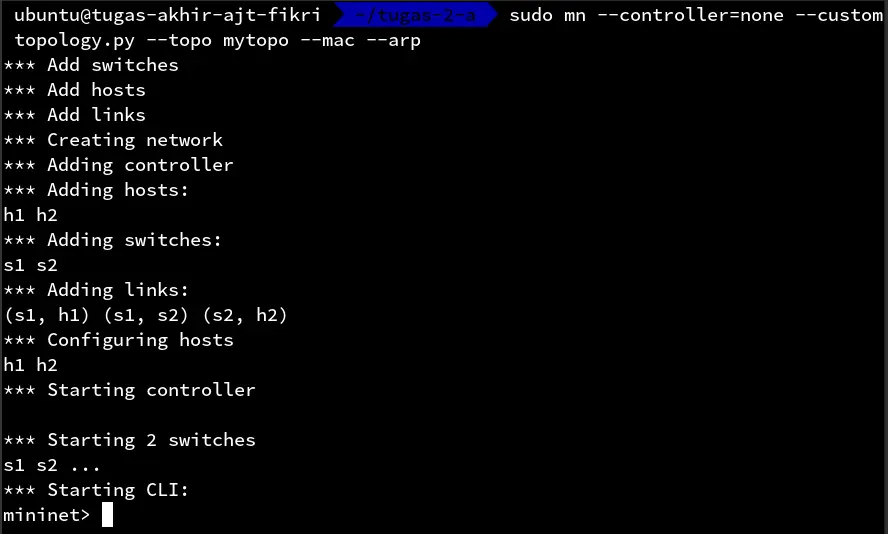 ubuntu@tugas-akhir-ajt-fikri ~/tugas-2-a sudo mn --controller=none --custom
topology.py --topo mytopo --mac --arp
*** Add switches
*** Add hosts
*** Add links
*** Creating network
*** Adding controller
*** Adding hosts:
h1 h2
*** Adding switches:
s1 s2
*** Adding links:
(s1, h1) (s1, s2) (s2, h2)
*** Configuring hosts
h1 h2
*** Starting controller
*** Starting 2 switches
s1 s2 ...
*** Starting CLI:
mininet>